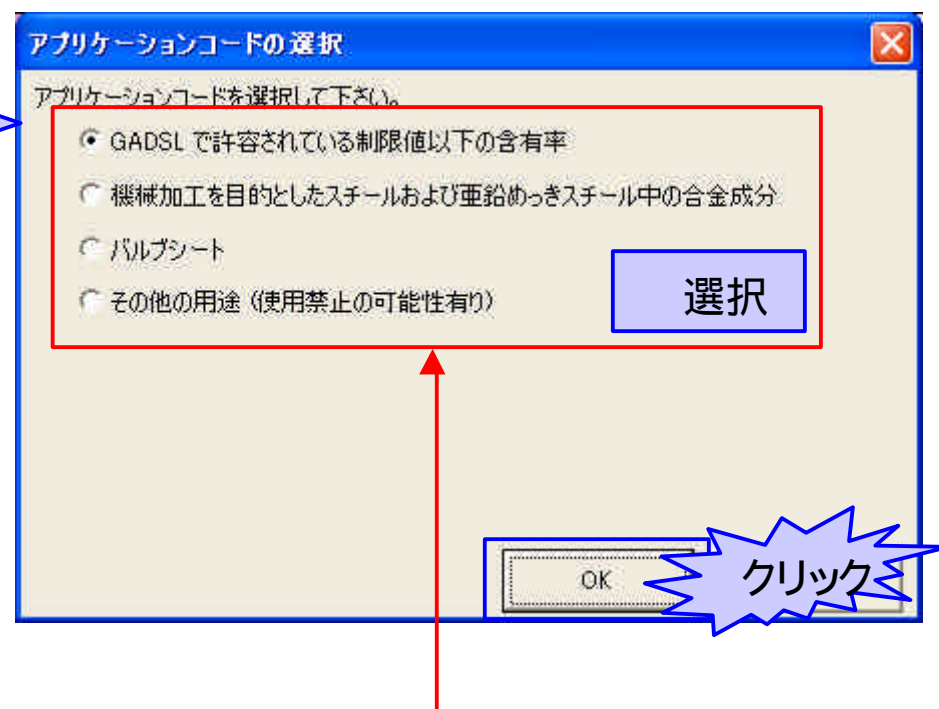 アプリケーションコードの選択
アプリケーションコードを選択して下さい。
GADSL で許容されている制限値以下の含有率
機械加工を目的としたスチールおよび亜鉛めっきスチール中の合金成分
バルブシート
その他の用途 (使用禁止の可能性有り)
選択
OK
クリック